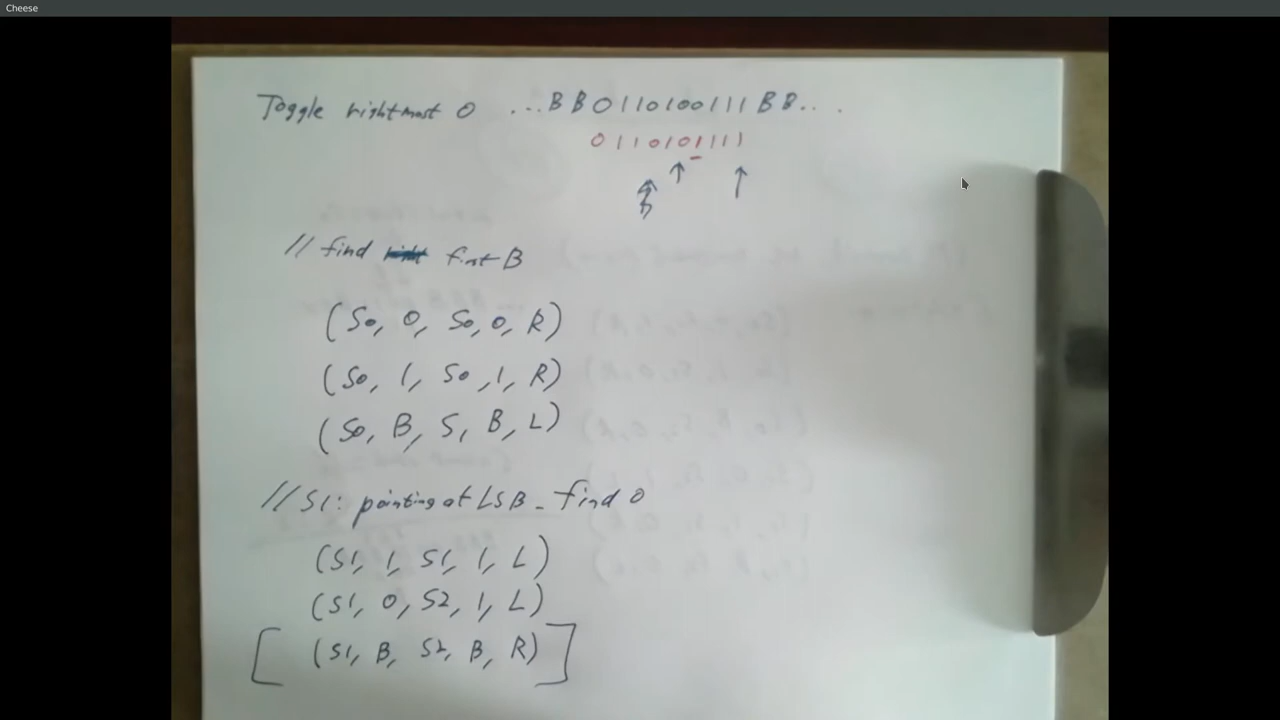 Cheese
Toggle rightmost 0 ...BB0110100111BB...
0110101111
// find first B
(S0, 0, S0, 0, R)
(S0, 1, S0, 1, R)
(S0, B, S1, B, L)
// S1: pointing at LSB - find 0
(S1, 1, S1, 1, L)
(S1, 0, S2, 1, L)
[ (S1, B, S2, B, R) ]